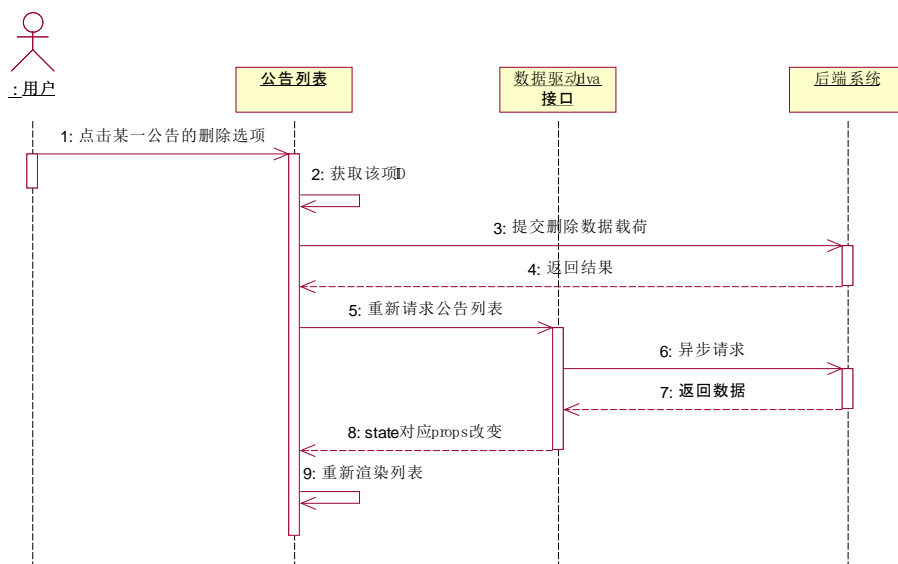 : 用户
公告列表
数据驱动dva
接口
后端系统
1: 点击某一公告的删除选项
2: 获取该项ID
3: 提交删除数据载荷
4: 返回结果
5: 重新请求公告列表
6: 异步请求
7: 返回数据
8: state对应props改变
9: 重新渲染列表